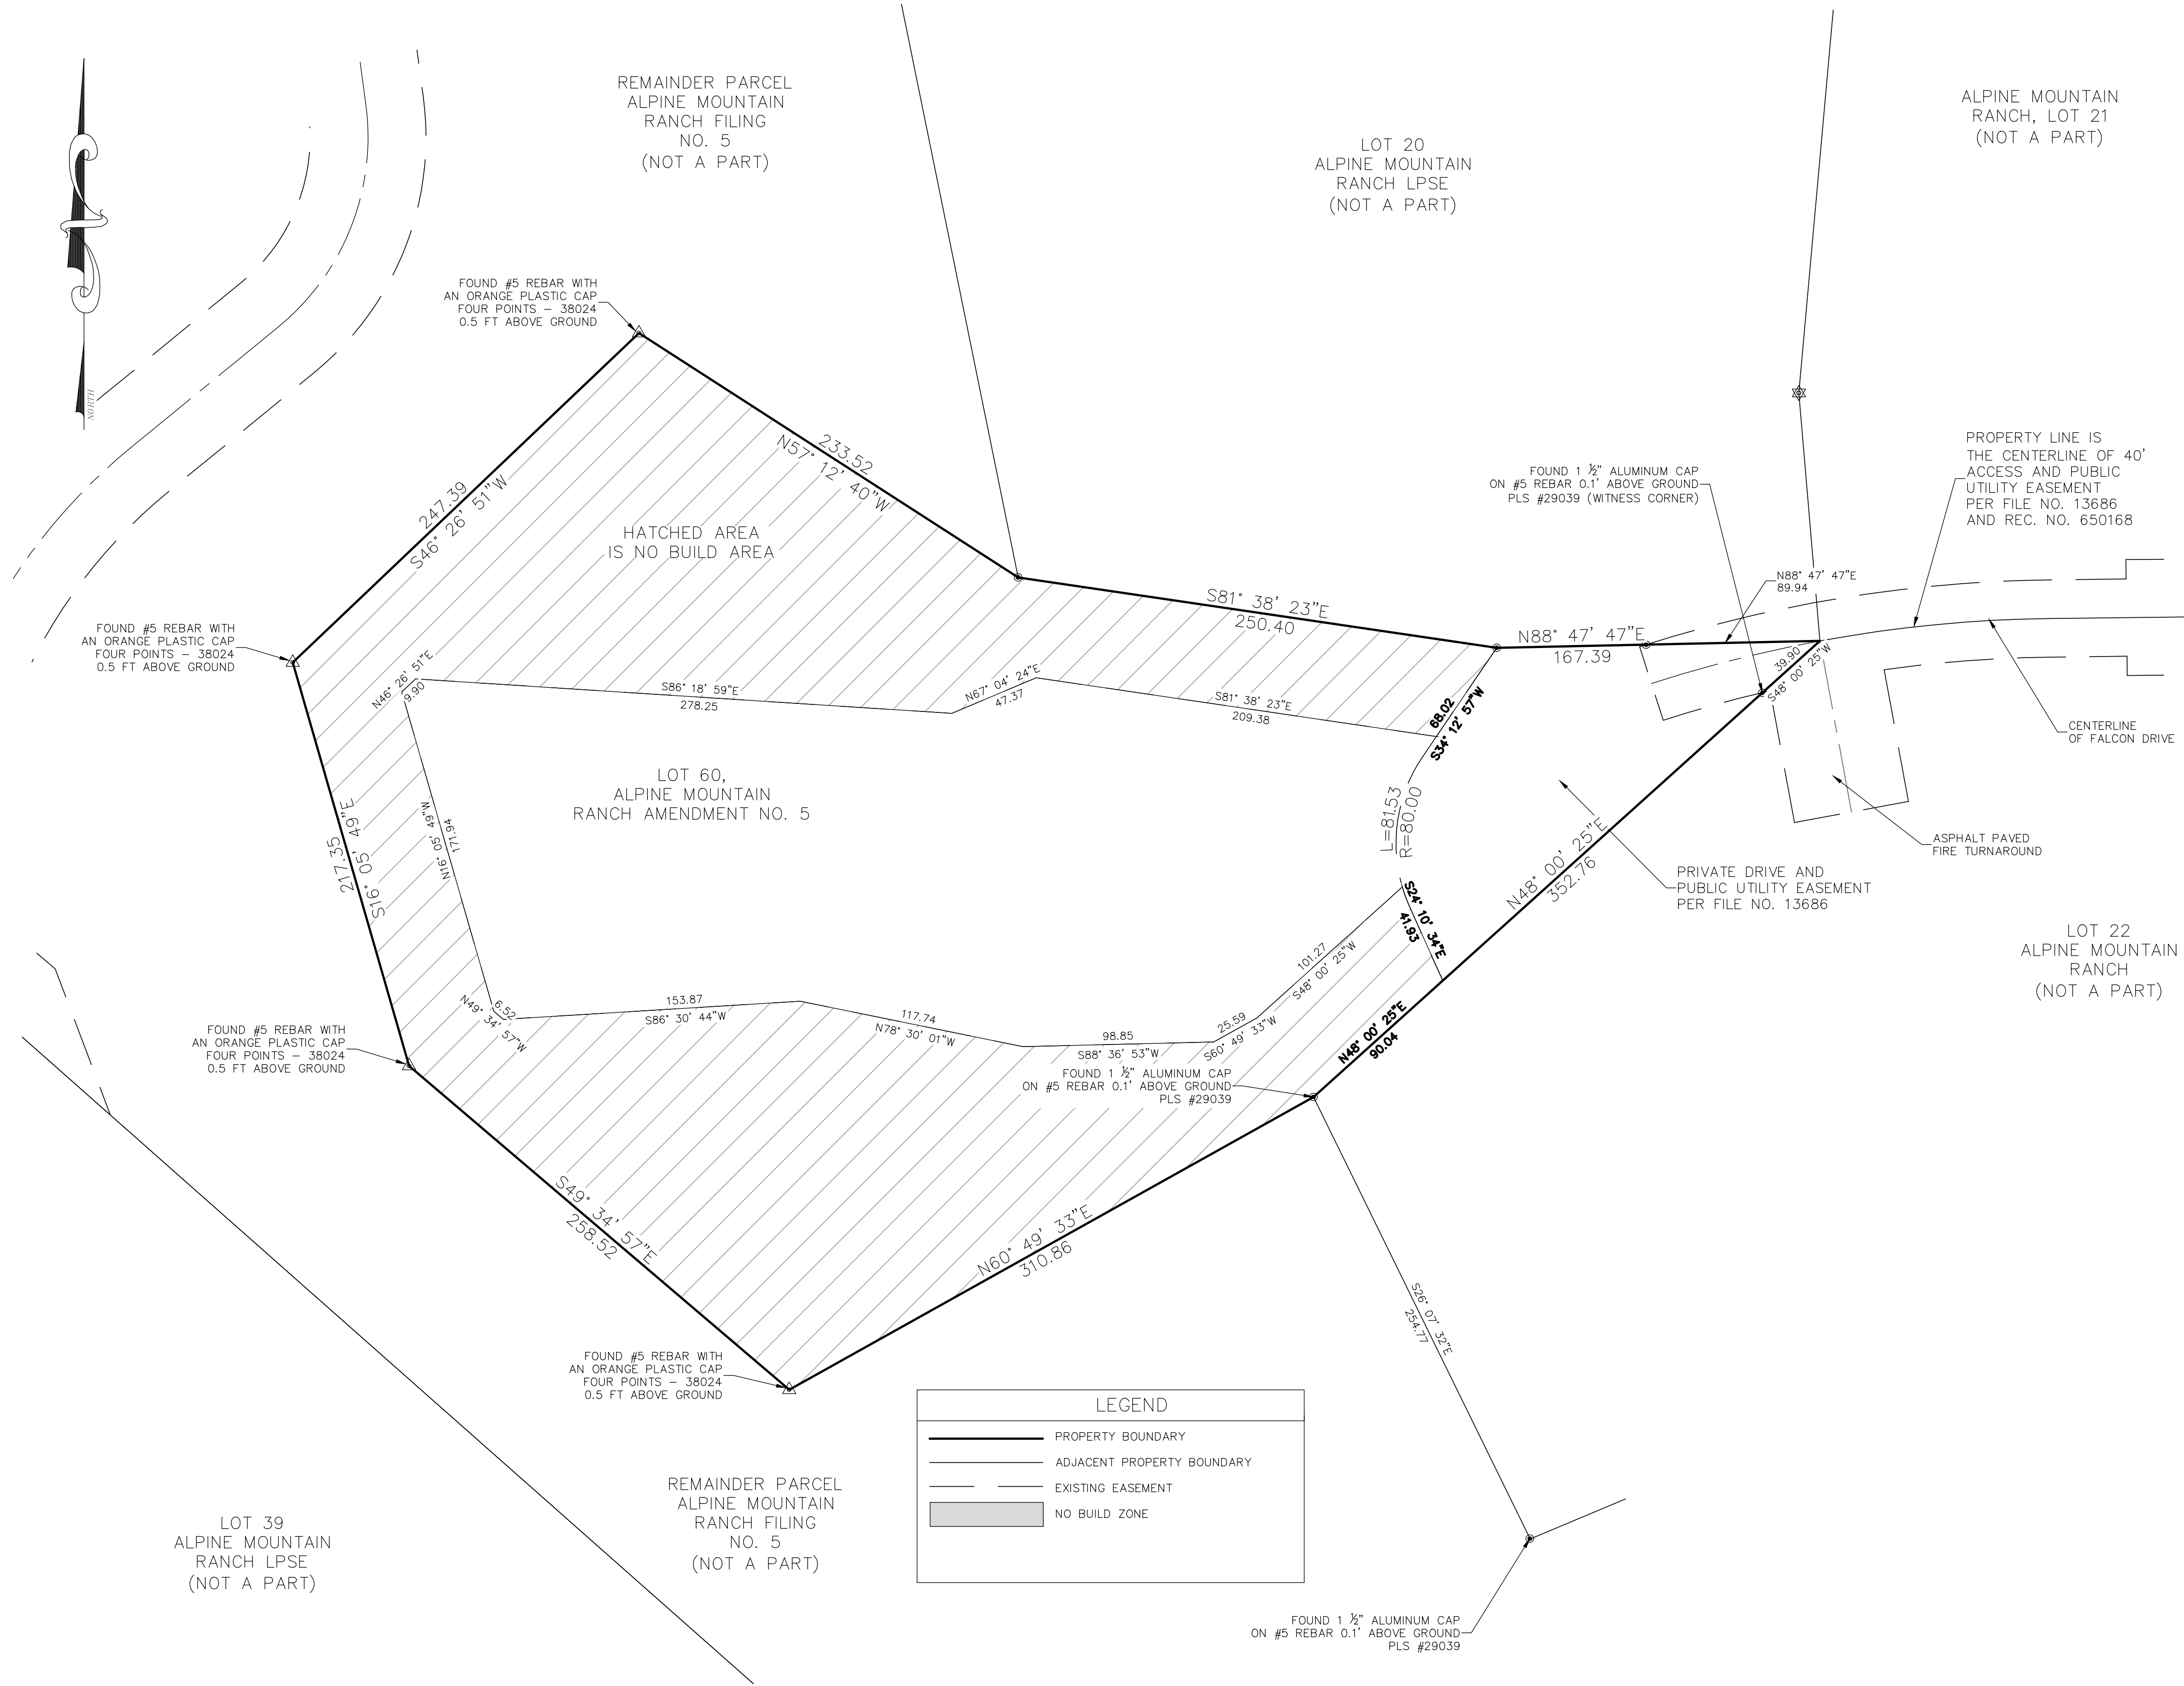 REMAINDER PARCEL
ALPINE MOUNTAIN
RANCH FILING
NO. 5
(NOT A PART)
LOT 20
ALPINE MOUNTAIN
RANCH LPSE
(NOT A PART)
ALPINE MOUNTAIN
RANCH, LOT 21
(NOT A PART)
NORTH
FOUND #5 REBAR WITH
AN ORANGE PLASTIC CAP
FOUR POINTS – 38024
0.5 FT ABOVE GROUND
247.39
S46° 26' 51"W
233.52
N57° 12' 40"W
HATCHED AREA
IS NO BUILD AREA
FOUND 1 ½" ALUMINUM CAP
ON #5 REBAR 0.1' ABOVE GROUND
PLS #29039 (WITNESS CORNER)
PROPERTY LINE IS
THE CENTERLINE OF 40'
ACCESS AND PUBLIC
UTILITY EASEMENT
PER FILE NO. 13686
AND REC. NO. 650168
N88° 47' 47"E
89.94
S81° 38' 23"E
250.40
N88° 47' 47"E
167.39
39.90
S48° 00' 25"W
FOUND #5 REBAR WITH
AN ORANGE PLASTIC CAP
FOUR POINTS – 38024
0.5 FT ABOVE GROUND
N46° 26' 51"E
9.90
S86° 18' 59"E
278.25
N67° 04' 24"E
47.37
S81° 38' 23"E
209.38
68.02
S34° 12' 57"W
CENTERLINE
OF FALCON DRIVE
LOT 60,
ALPINE MOUNTAIN
RANCH AMENDMENT NO. 5
L=81.53
R=80.00
ASPHALT PAVED
FIRE TURNAROUND
PRIVATE DRIVE AND
PUBLIC UTILITY EASEMENT
PER FILE NO. 13686
N48° 00' 25"E
352.76
217.35
S16° 05' 49"E
N16° 05' 49"W
171.94
S24° 10' 34"E
41.93
LOT 22
ALPINE MOUNTAIN
RANCH
(NOT A PART)
101.27
S48° 00' 25"W
6.52
N49° 34' 57"W
153.87
S86° 30' 44"W
117.74
N78° 30' 01"W
98.85
S88° 36' 53"W
25.59
S60° 49' 33"W
N48° 00' 25"E
90.04
FOUND #5 REBAR WITH
AN ORANGE PLASTIC CAP
FOUR POINTS – 38024
0.5 FT ABOVE GROUND
FOUND 1 ½" ALUMINUM CAP
ON #5 REBAR 0.1' ABOVE GROUND
PLS #29039
S49° 34' 57"E
258.52
N60° 49' 33"E
310.86
S26° 07' 32"E
254.77
FOUND #5 REBAR WITH
AN ORANGE PLASTIC CAP
FOUR POINTS – 38024
0.5 FT ABOVE GROUND
LEGEND
PROPERTY BOUNDARY
ADJACENT PROPERTY BOUNDARY
EXISTING EASEMENT
NO BUILD ZONE
REMAINDER PARCEL
ALPINE MOUNTAIN
RANCH FILING
NO. 5
(NOT A PART)
LOT 39
ALPINE MOUNTAIN
RANCH LPSE
(NOT A PART)
FOUND 1 ½" ALUMINUM CAP
ON #5 REBAR 0.1' ABOVE GROUND
PLS #29039